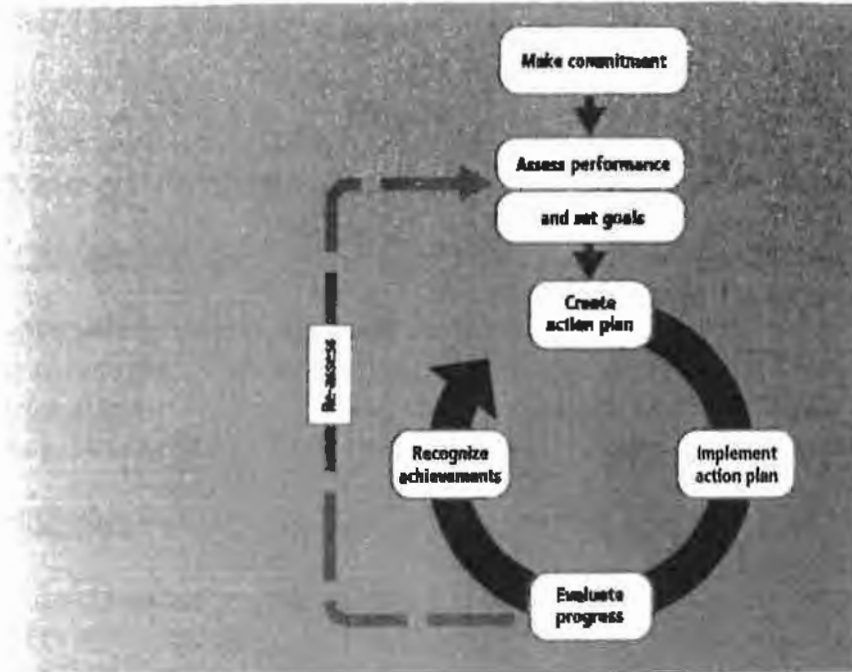 Make commitment
Assess performance
and set goals
Create
action plan
Re-assess
Recognize
achievements
Implement
action plan
Evaluate
progress